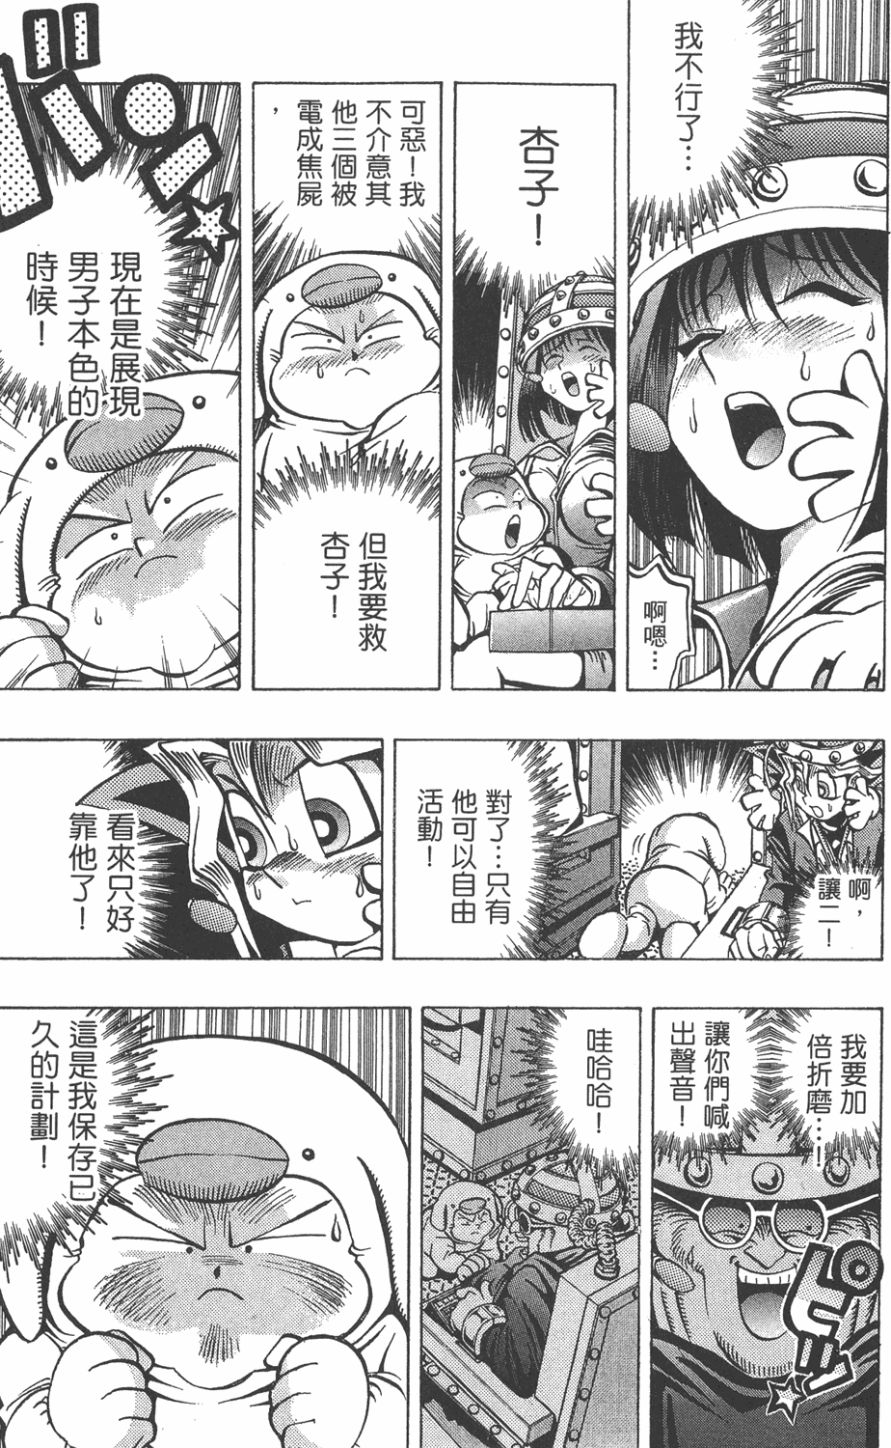 我不行了…
啊嗯…
杏子！
可惡！我
不介意其
他三個被
電成焦屍，
但我要救
杏子！
現在是展現
男子本色的
時候！
ドン
啊，
讓二！
對了…只有
他可以自由
活動！
看來只好
靠他了！
我要加
倍折磨…！
讓你們喊
出聲音！
ピッ
哇哈哈！
這是我保存已
久的計劃！